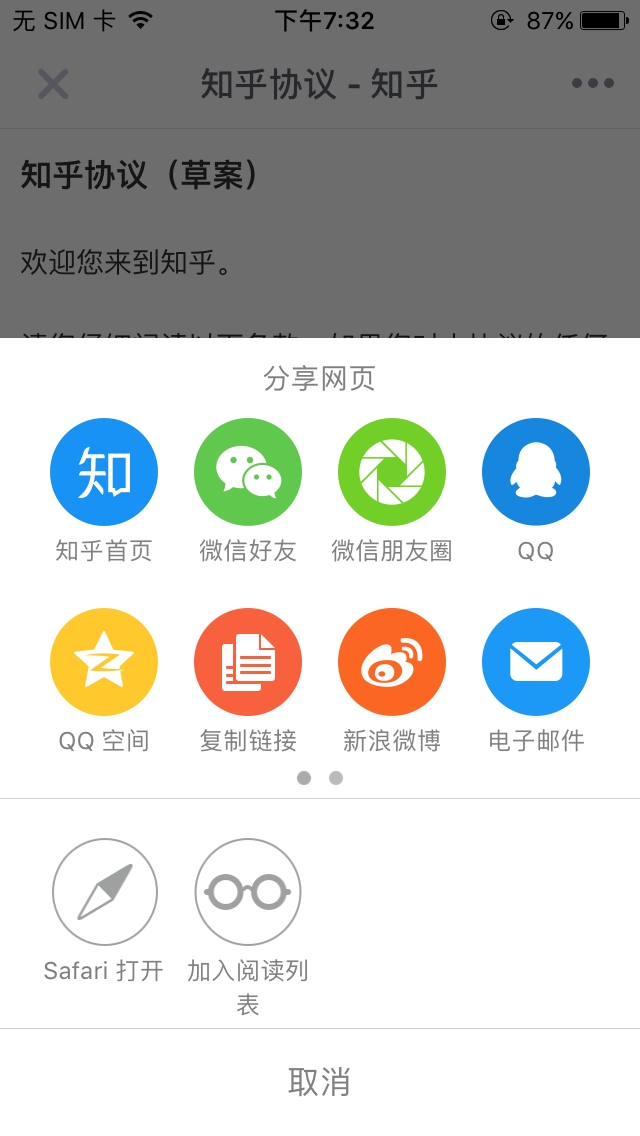 无 SIM 卡 下午7:32 87%
知乎协议 - 知乎
知乎协议（草案）
欢迎您来到知乎。
分享网页
知
知乎首页 微信好友 微信朋友圈 QQ
QQ 空间 复制链接 新浪微博 电子邮件
Safari 打开 加入阅读列
表
取消